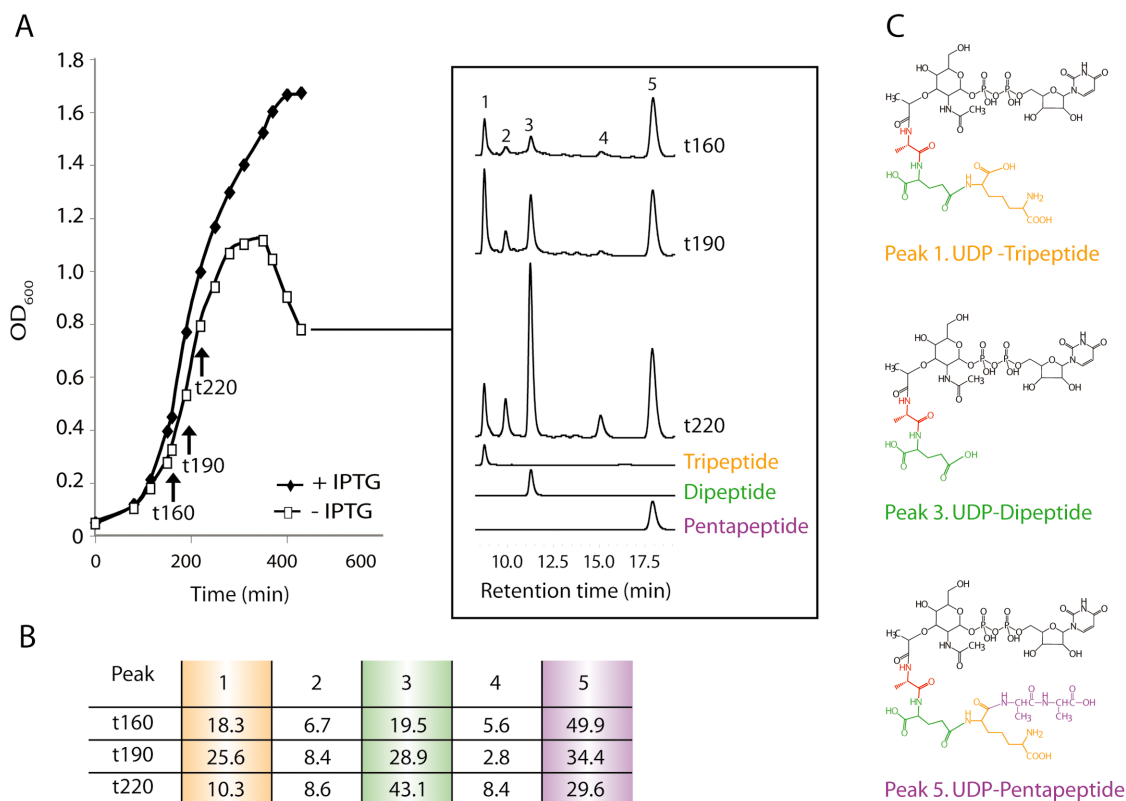 A
1.8
1.6
1.4
1.2
1.0
0.8
0.6
0.4
0.2
0
OD600
t220
t190
t160
+ IPTG
- IPTG
0 200 400 600
Time (min)
1 2 3 4 5
t160
t190
t220
Tripeptide
Dipeptide
Pentapeptide
10.0 12.5 15.0 17.5
Retention time (min)
B
Peak 1 2 3 4 5
t160 18.3 6.7 19.5 5.6 49.9
t190 25.6 8.4 28.9 2.8 34.4
t220 10.3 8.6 43.1 8.4 29.6
C
Peak 1. UDP -Tripeptide
Peak 3. UDP-Dipeptide
Peak 5. UDP-Pentapeptide